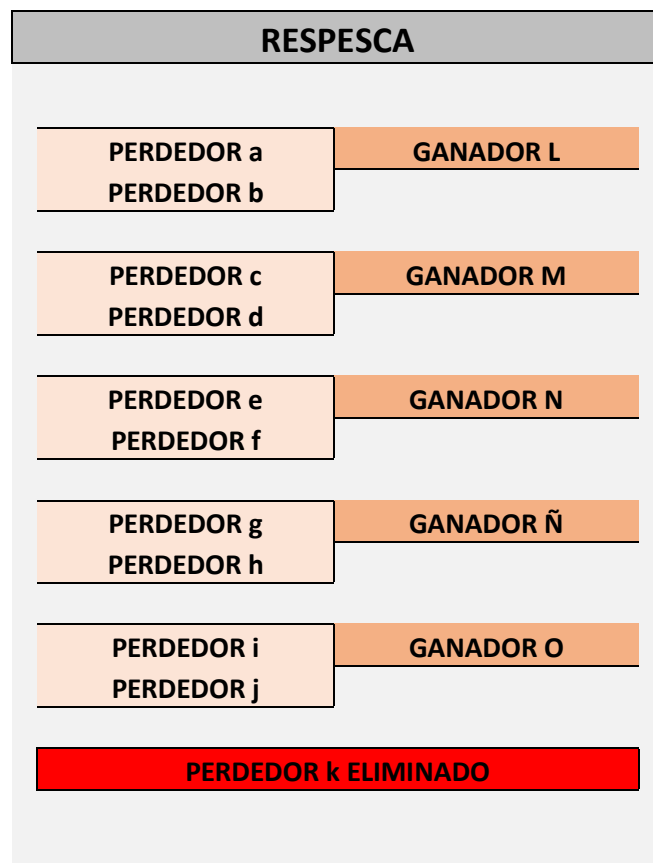 RESPESCA
PERDEDOR a GANADOR L
PERDEDOR b
PERDEDOR c GANADOR M
PERDEDOR d
PERDEDOR e GANADOR N
PERDEDOR f
PERDEDOR g GANADOR Ñ
PERDEDOR h
PERDEDOR i GANADOR O
PERDEDOR j
PERDEDOR k ELIMINADO